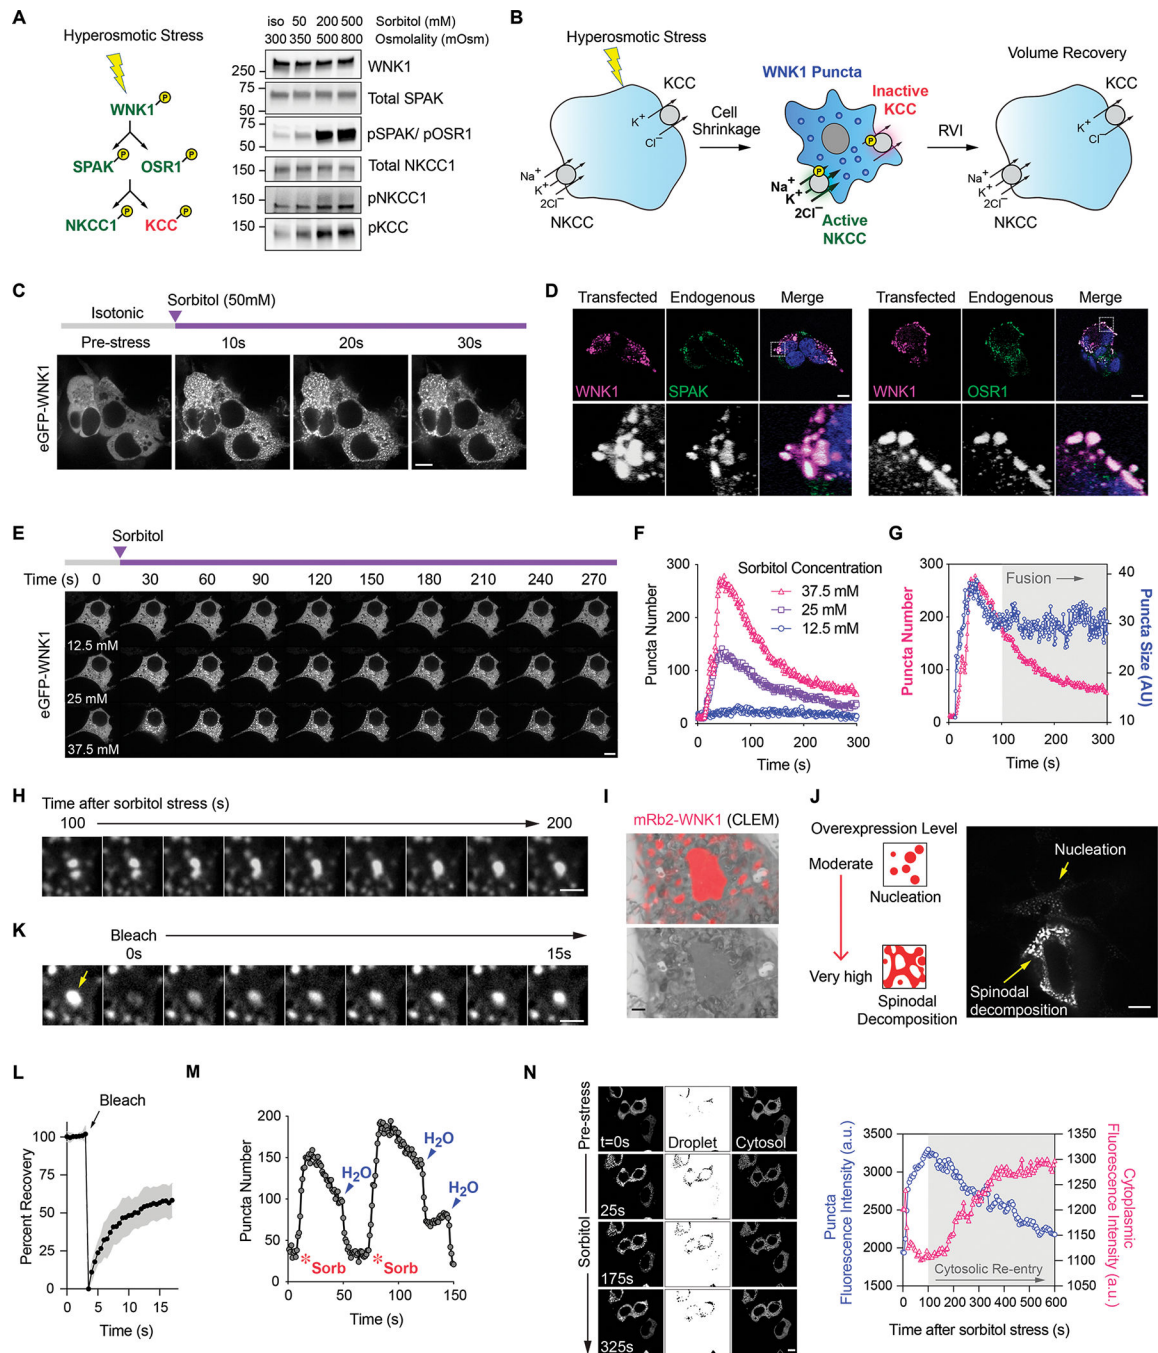 A
Hyperosmotic Stress
WNK1
P
SPAK
P
OSR1
P
NKCC1
P
KCC
P
iso 50 200 500 Sorbitol (mM)
300 350 500 800 Osmolality (mOsm)
250
WNK1
75
50
Total SPAK
75
50
pSPAK/ pOSR1
150
Total NKCC1
150
pNKCC1
150
pKCC
B
Hyperosmotic Stress
KCC
K+
Cl−
Na+
K+
2Cl−
NKCC
Cell
Shrinkage
WNK1 Puncta
Inactive
KCC
P
P
Na+
K+
2Cl−
Active
NKCC
RVI
Volume Recovery
KCC
K+
Cl−
Na+
K+
2Cl−
NKCC
C
Sorbitol (50mM)
Isotonic
Pre-stress 10s 20s 30s
eGFP-WNK1
D
Transfected Endogenous Merge
WNK1 SPAK
Transfected Endogenous Merge
WNK1 OSR1
E
Sorbitol
Time (s) 0 30 60 90 120 150 180 210 240 270
eGFP-WNK1
12.5 mM
25 mM
37.5 mM
F
Sorbitol Concentration
37.5 mM
25 mM
12.5 mM
Puncta Number
300
200
100
0
0 100 200 300
Time (s)
G
Fusion
Puncta Number
300
200
100
0
40
30
20
10
Puncta Size (AU)
0 100 200 300
Time (s)
H
Time after sorbitol stress (s)
100 200
I
mRb2-WNK1 (CLEM)
J
Overexpression Level
Moderate
Nucleation
Very high
Spinodal
Decomposition
Nucleation
Spinodal
decomposition
K
Bleach
0s 15s
L
Bleach
Percent Recovery
100
80
60
40
20
0
0 5 10 15
Time (s)
M
Puncta Number
200
150
100
50
0
H2O
H2O
H2O
* Sorb
* Sorb
0 50 100 150
Time (s)
N
Pre-stress
Sorbitol
t=0s Droplet Cytosol
25s
175s
325s
Puncta
Fluorescence Intensity (a.u.)
3500
3000
2500
2000
1500
Cytosolic Re-entry
1350
1300
1250
1200
1150
1100
1050
Cytoplasmic
Fluorescence Intensity (a.u.)
0 100 200 300 400 500 600
Time after sorbitol stress (s)